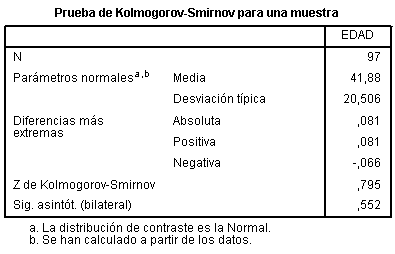 Prueba de Kolmogorov-Smirnov para una muestra
EDAD
N 97
Parámetros normales a,b Media 41,88
Desviación típica 20,506
Diferencias más extremas Absoluta ,081
Positiva ,081
Negativa -,066
Z de Kolmogorov-Smirnov ,795
Sig. asintót. (bilateral) ,552
a. La distribución de contraste es la Normal.
b. Se han calculado a partir de los datos.